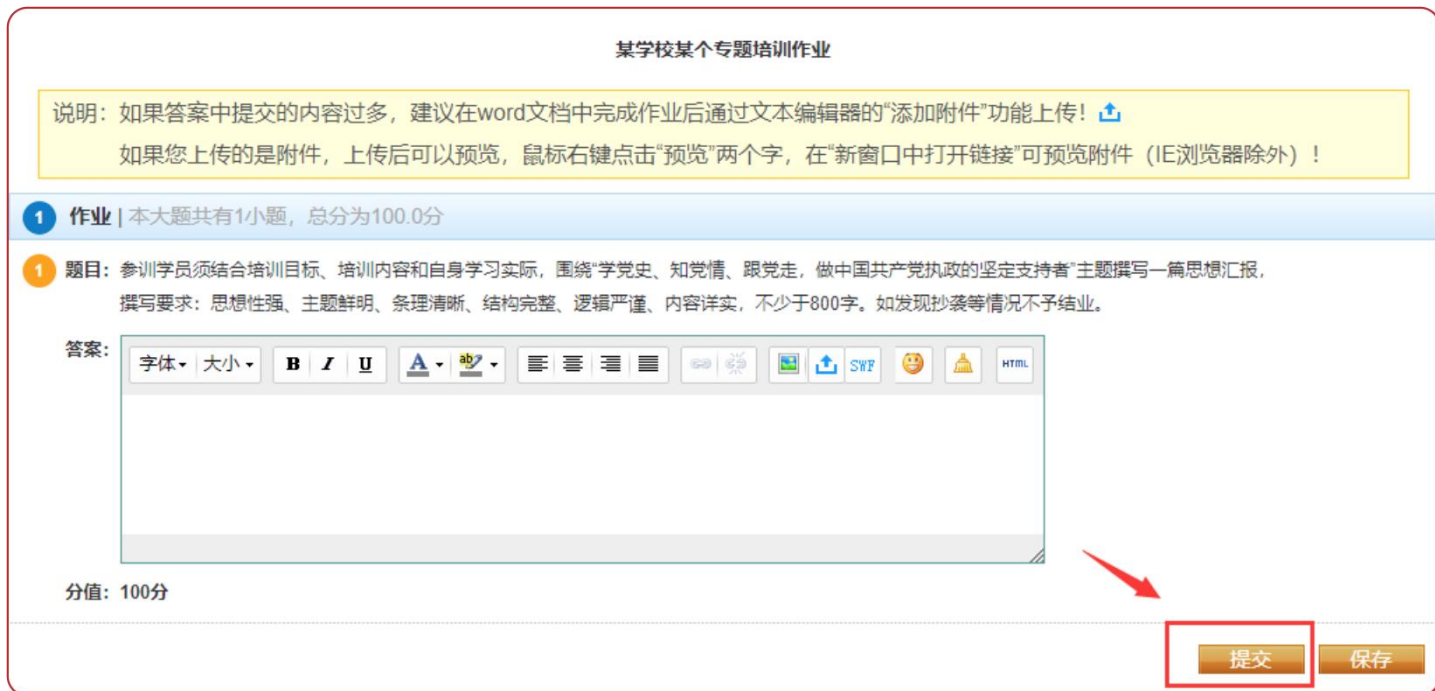 某学校某个专题培训作业
说明：如果答案中提交的内容过多，建议在word文档中完成作业后通过文本编辑器的“添加附件”功能上传！
如果您上传的是附件，上传后可以预览，鼠标右键点击“预览”两个字，在“新窗口中打开链接”可预览附件（IE浏览器除外）！
1 作业 | 本大题共有1小题，总分为100.0分
1 题目：参训学员须结合培训目标、培训内容和自身学习实际，围绕“学党史、知党情、跟党走，做中国共产党执政的坚定支持者”主题撰写一篇思想汇报，
撰写要求：思想性强、主题鲜明、条理清晰、结构完整、逻辑严谨、内容详实，不少于800字。如发现抄袭等情况不予结业。
答案：
字体 大小 B I U A ab SWF HTML
分值：100分
提交 保存